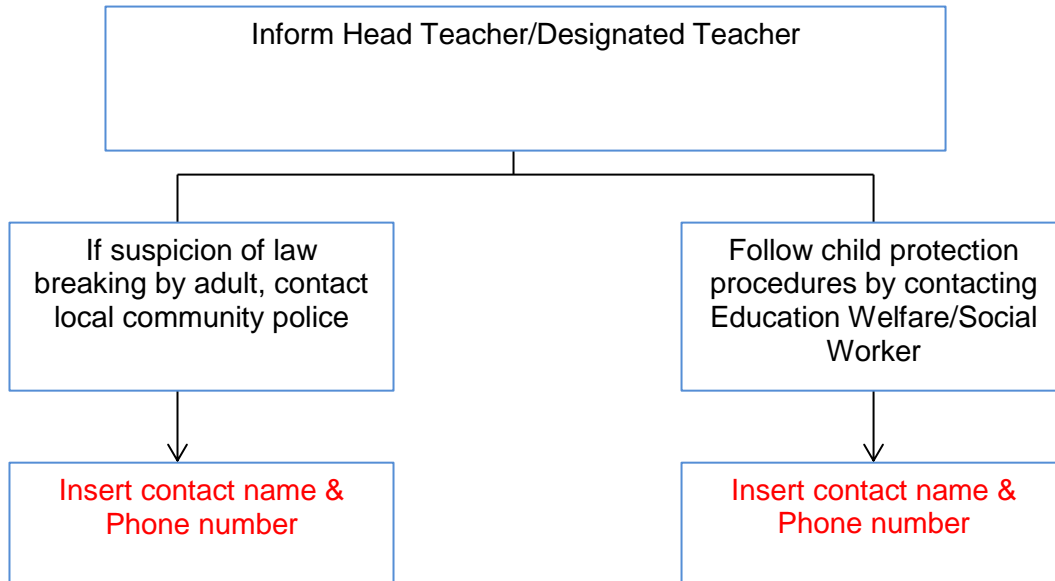 Inform Head Teacher/Designated Teacher
If suspicion of law
breaking by adult, contact
local community police
Follow child protection
procedures by contacting
Education Welfare/Social
Worker
Insert contact name &
Phone number
Insert contact name &
Phone number